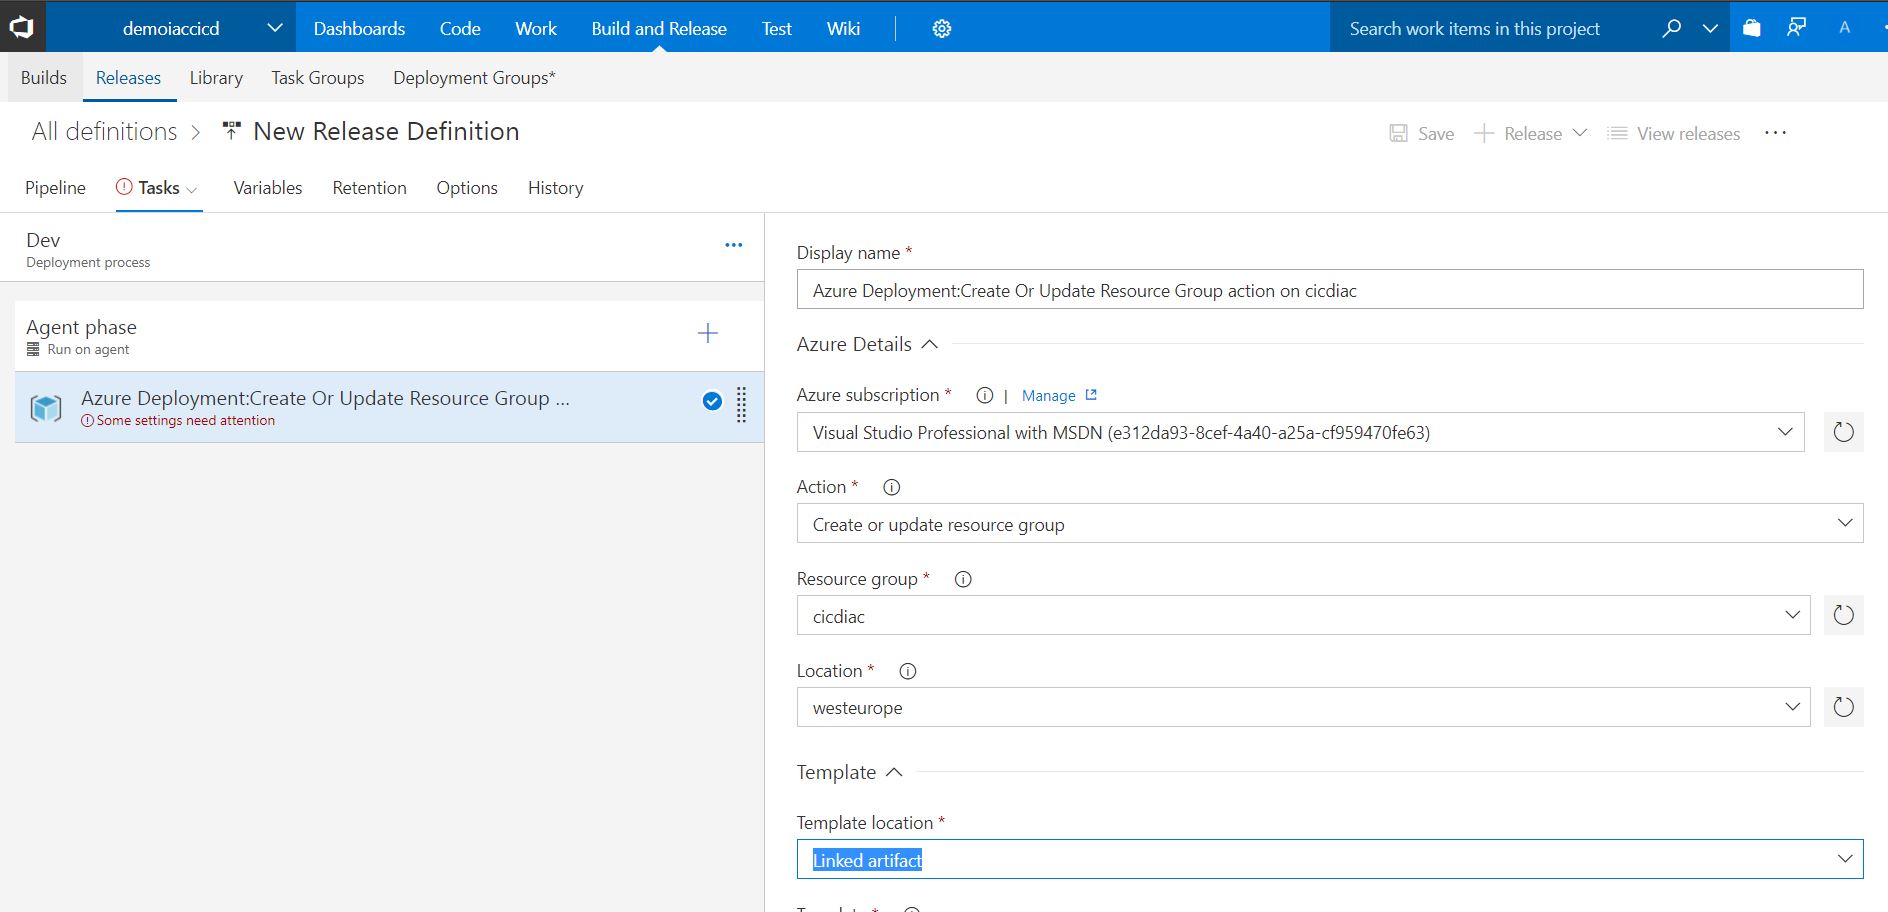 demoiaccicd Dashboards Code Work Build and Release Test Wiki Search work items in this project A
Builds Releases Library Task Groups Deployment Groups*
All definitions > New Release Definition Save Release View releases ...
Pipeline Tasks Variables Retention Options History
Dev
Deployment process
Agent phase
Run on agent
Azure Deployment:Create Or Update Resource Group ...
Some settings need attention
Display name *
Azure Deployment:Create Or Update Resource Group action on cicdiac
Azure Details
Azure subscription * | Manage
Visual Studio Professional with MSDN (e312da93-8cef-4a40-a25a-cf959470fe63)
Action *
Create or update resource group
Resource group *
cicdiac
Location *
westeurope
Template
Template location *
Linked artifact